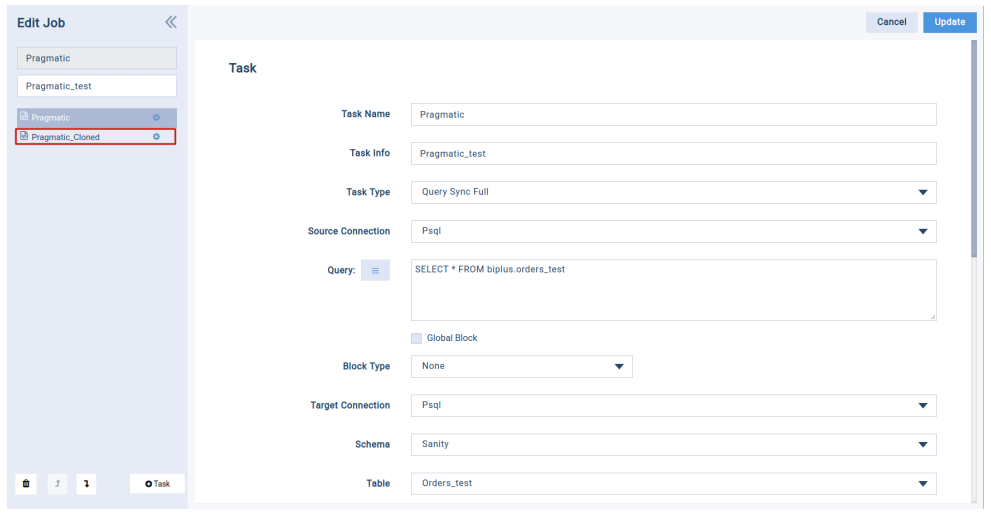 Edit Job
Cancel
Update
Pragmatic
Pragmatic_test
Pragmatic
Pragmatic_Cloned
Task
Task
Task Name
Pragmatic
Task Info
Pragmatic_test
Task Type
Query Sync Full
Source Connection
Psql
Query:
SELECT * FROM biplus.orders_test
Global Block
Block Type
None
Target Connection
Psql
Schema
Sanity
Table
Orders_test